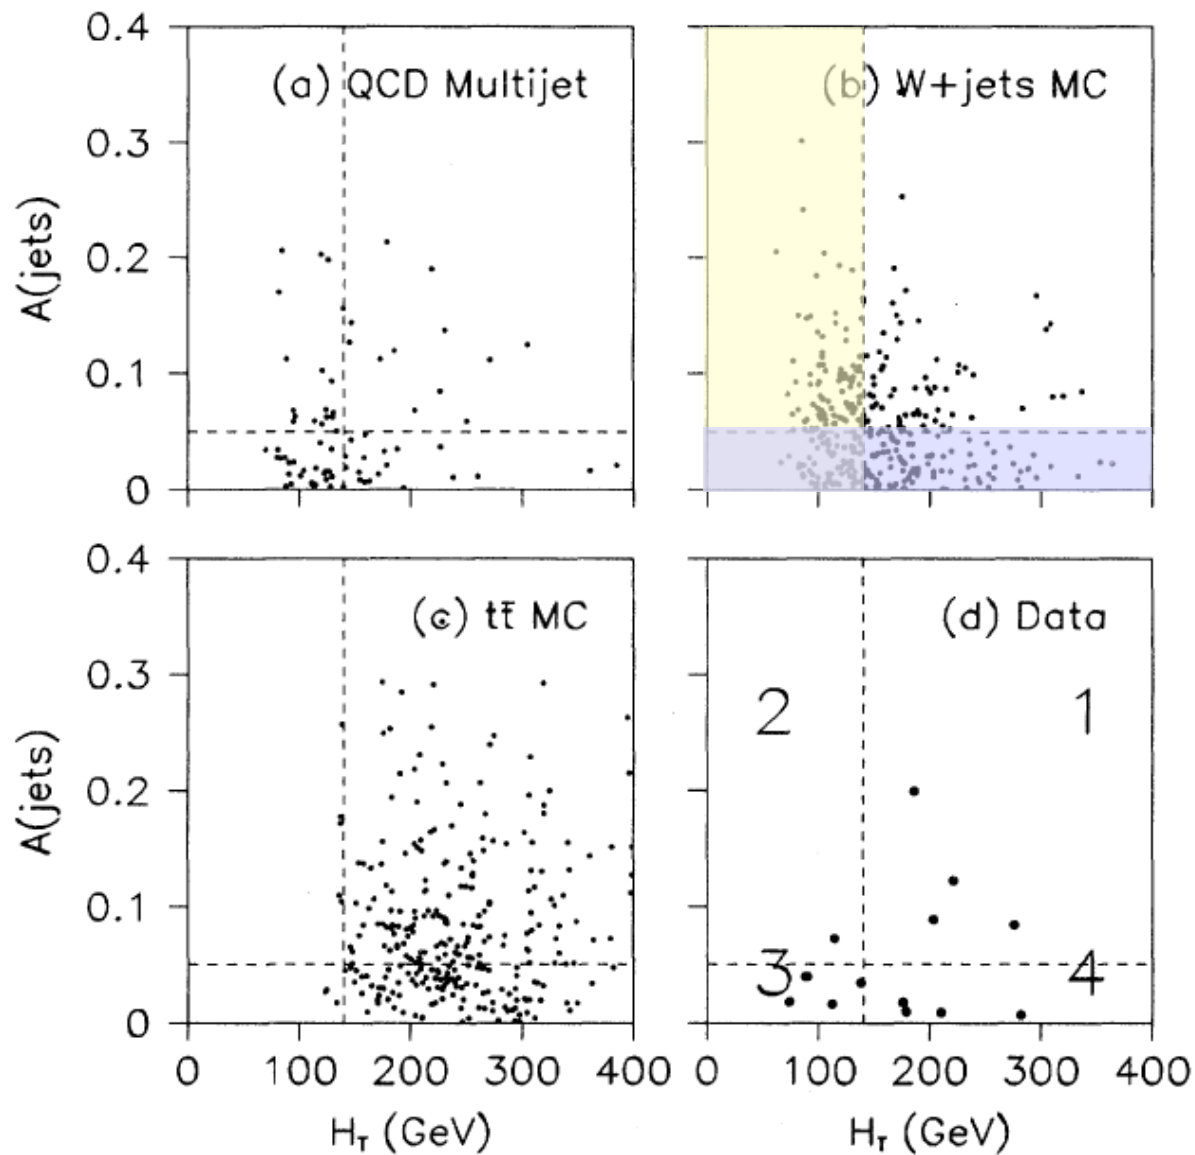 0.4
(a) QCD Multijet
(b) W+jets MC
0.3
0.2
0.1
0
A(jets)
0.4
(c) tt̄ MC
(d) Data
0.3
2
1
0.2
0.1
3
4
0
A(jets)
0 100 200 300 400
0 100 200 300 400
H_T (GeV)
H_T (GeV)